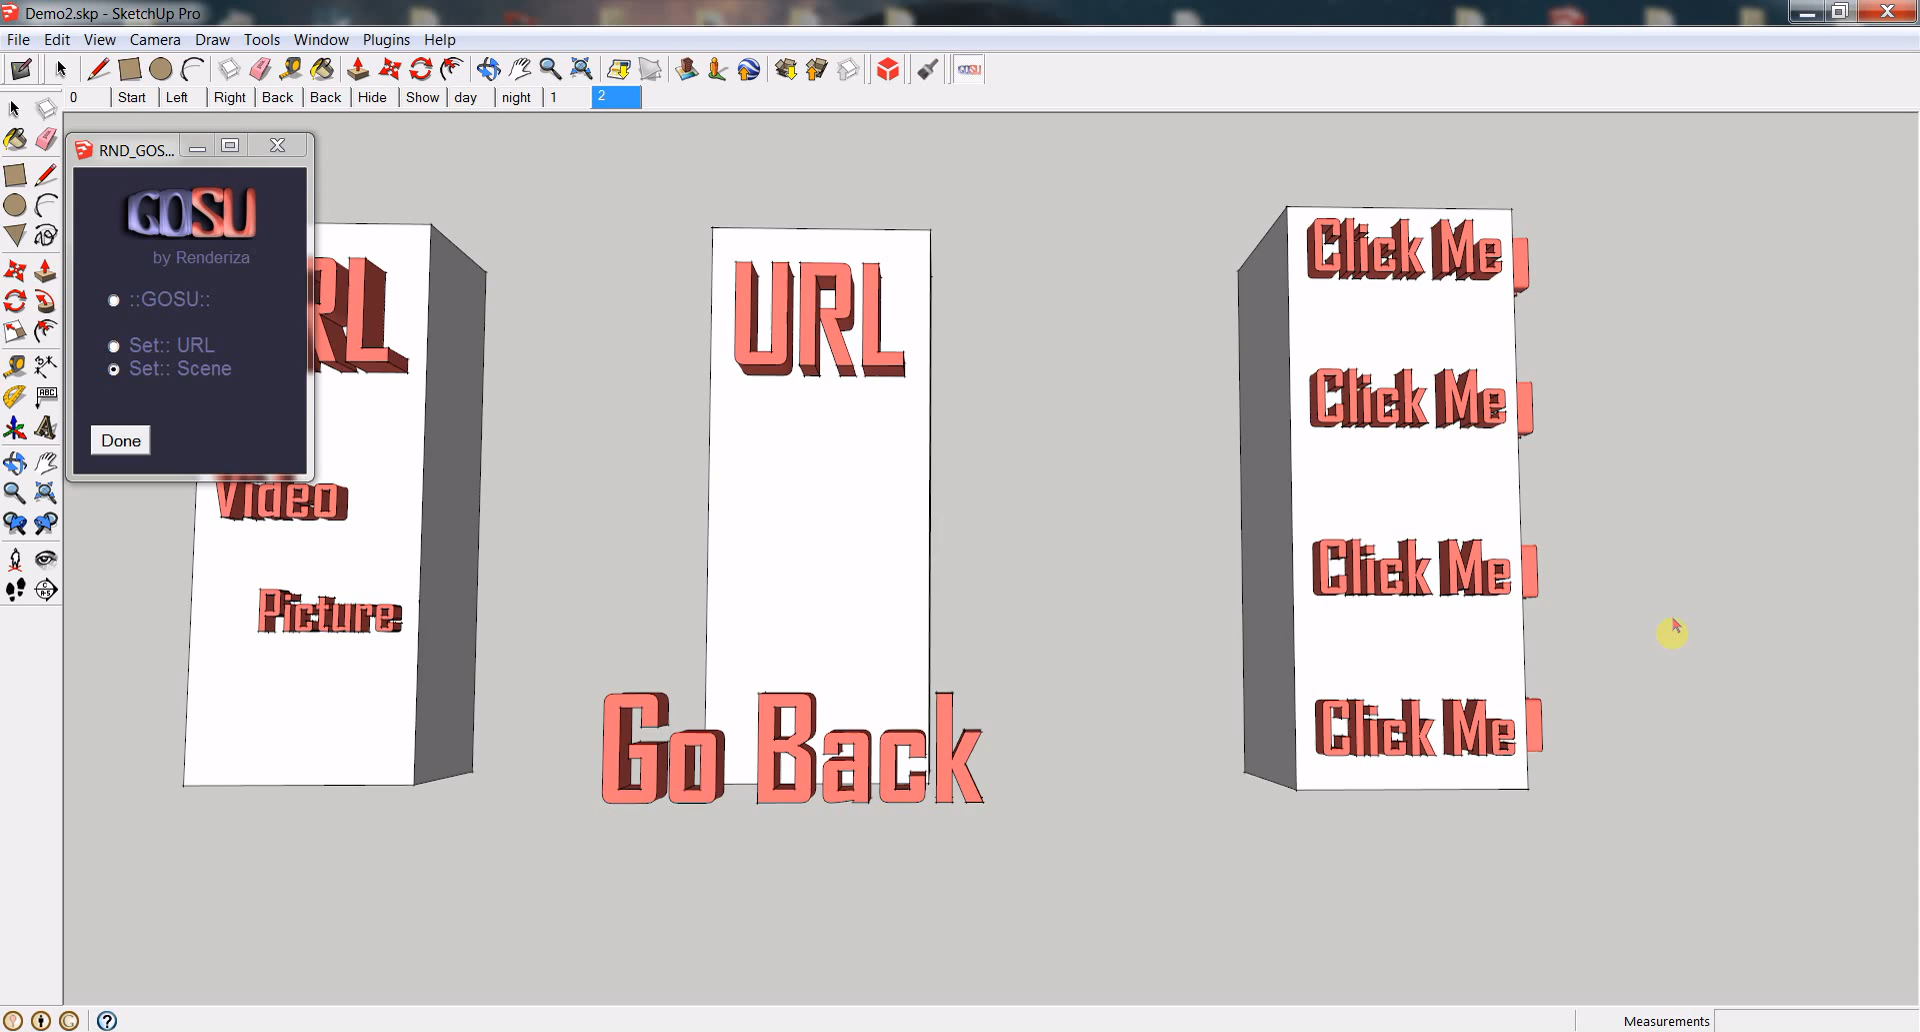 Demo2.skp - SketchUp Pro
File Edit View Camera Draw Tools Window Plugins Help
GOSU
0 Start Left Right Back Back Hide Show day night 1 2
RND_GOS...
GOSU
by Renderiza
::GOSU::
Set:: URL
Set:: Scene
Done
ABC
Video
Picture
URL
Go Back
Click Me
Click Me
Click Me
Click Me
Measurements